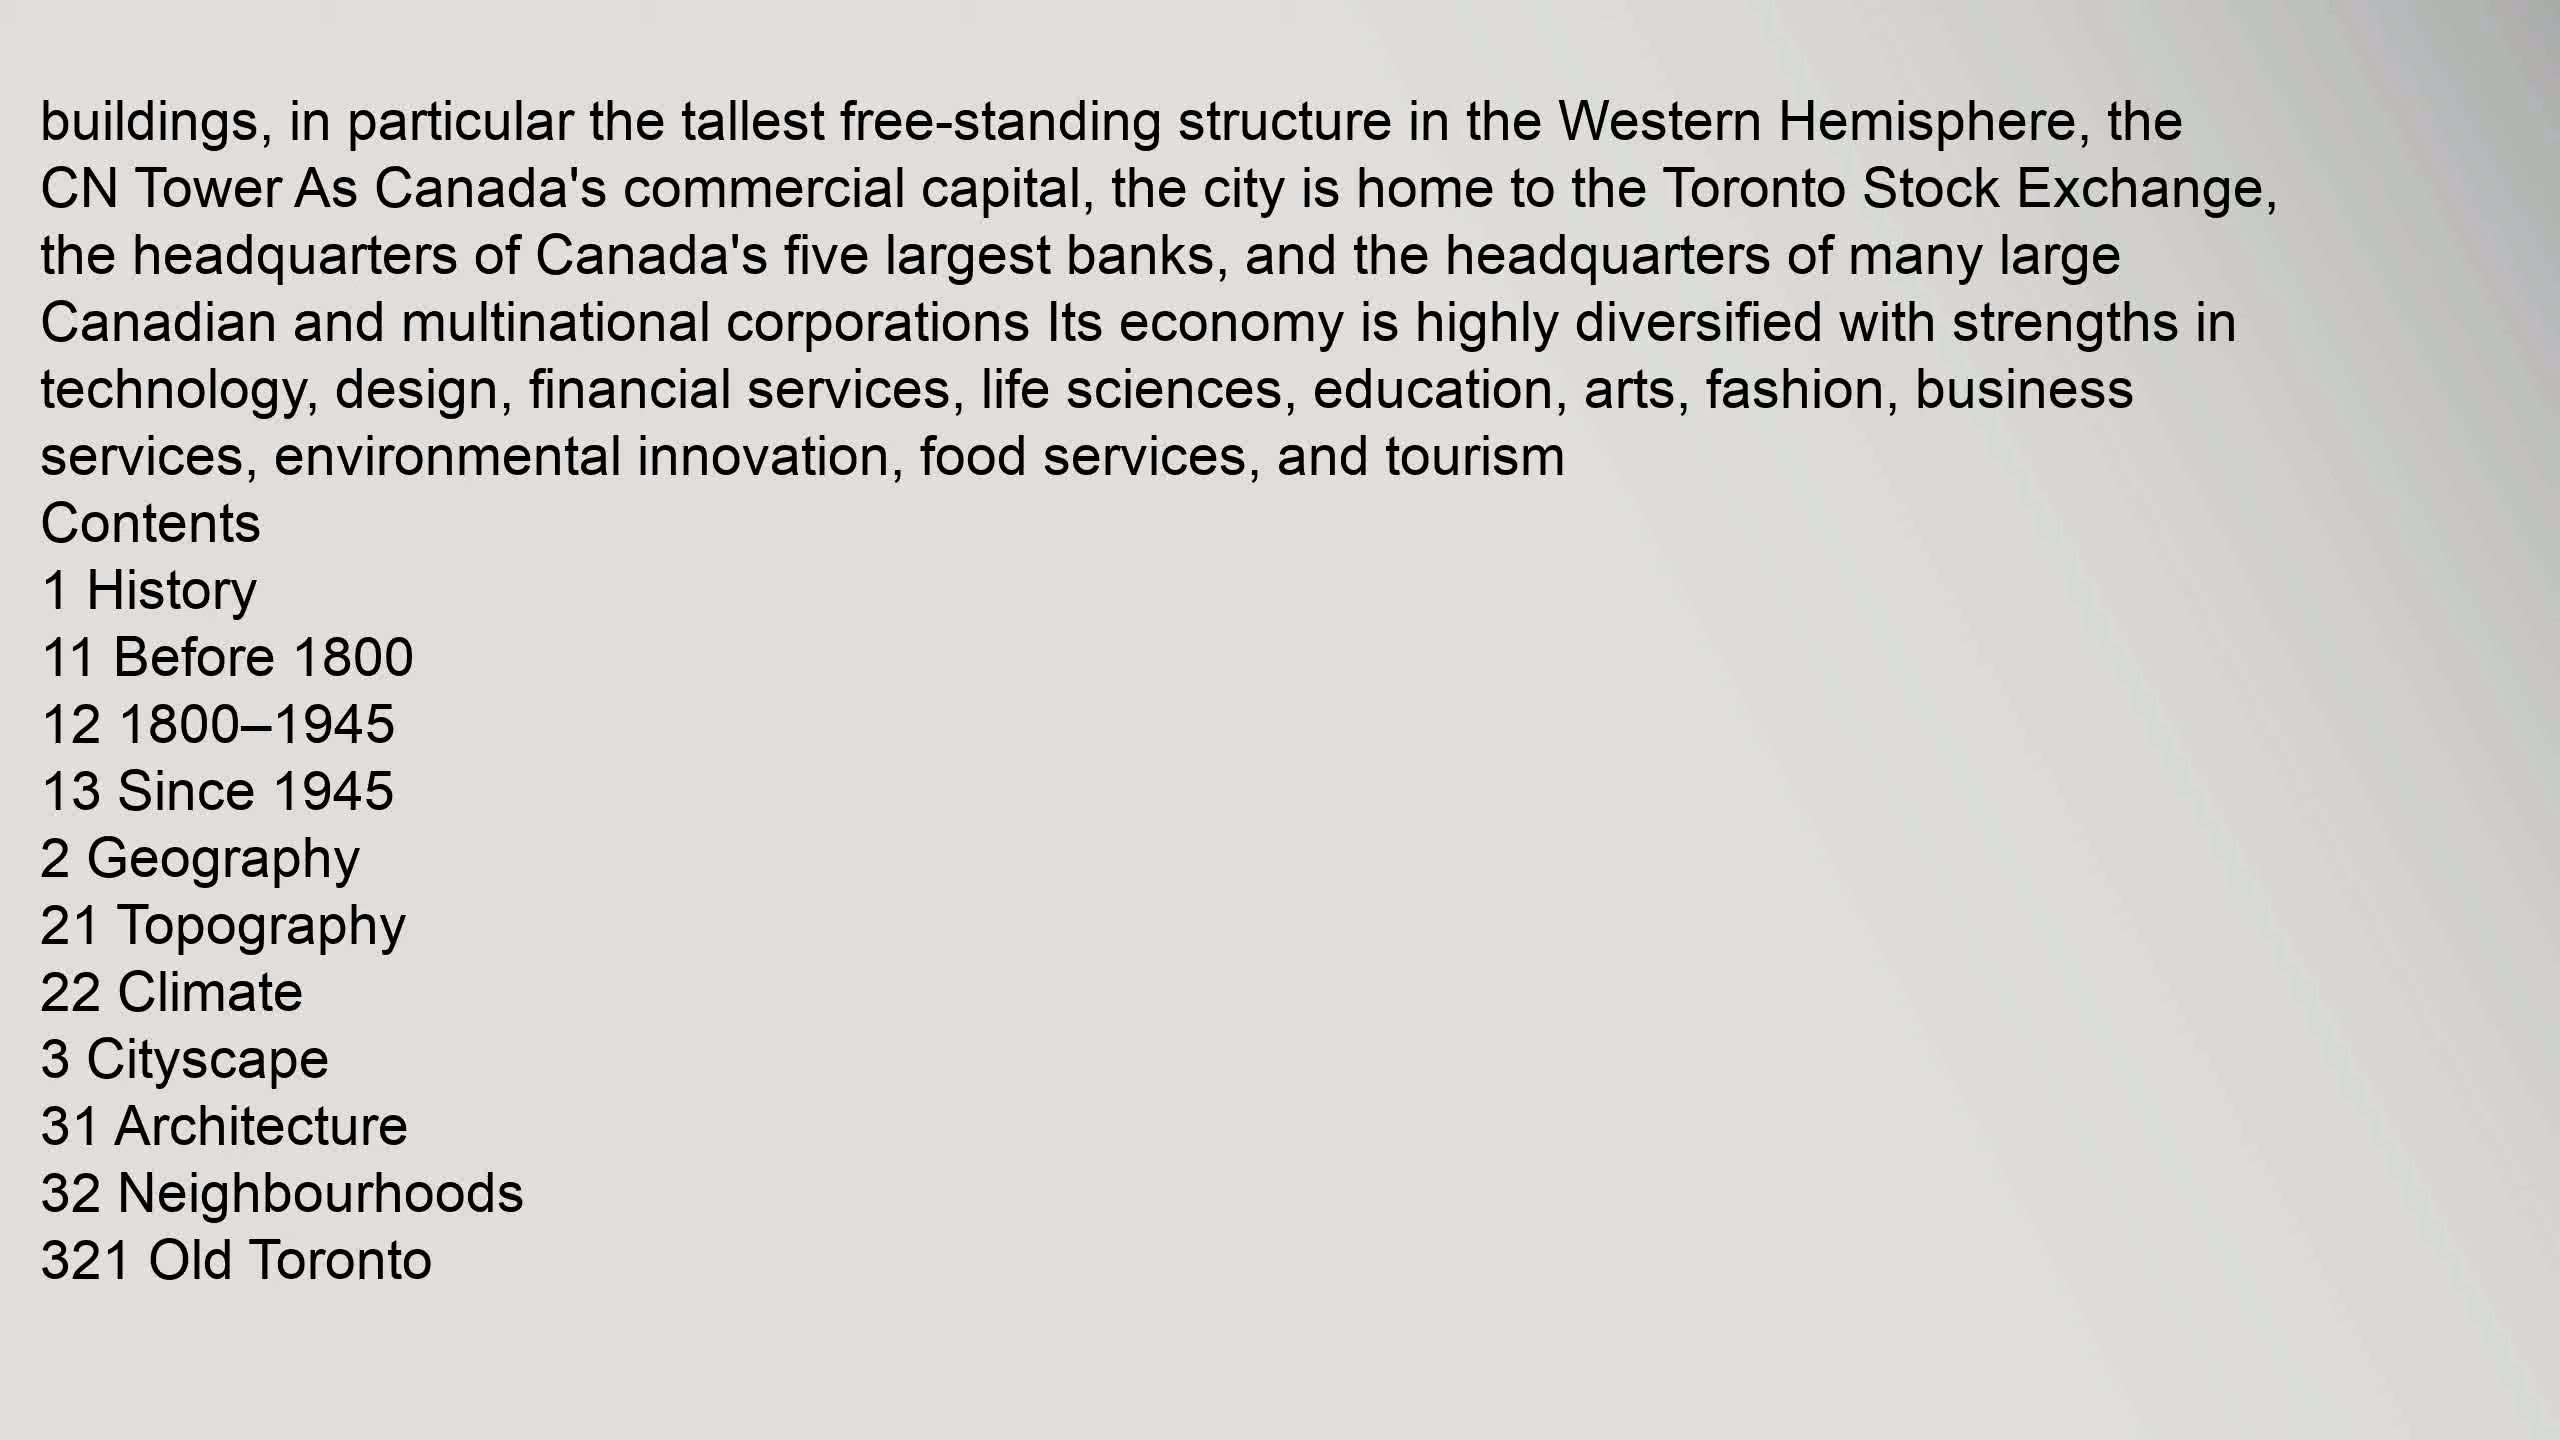 buildings, in particular the tallest free-standing structure in the Western Hemisphere, the
CN Tower As Canada's commercial capital, the city is home to the Toronto Stock Exchange,
the headquarters of Canada's five largest banks, and the headquarters of many large
Canadian and multinational corporations Its economy is highly diversified with strengths in
technology, design, financial services, life sciences, education, arts, fashion, business
services, environmental innovation, food services, and tourism
Contents
1 History
11 Before 1800
12 1800–1945
13 Since 1945
2 Geography
21 Topography
22 Climate
3 Cityscape
31 Architecture
32 Neighbourhoods
321 Old Toronto